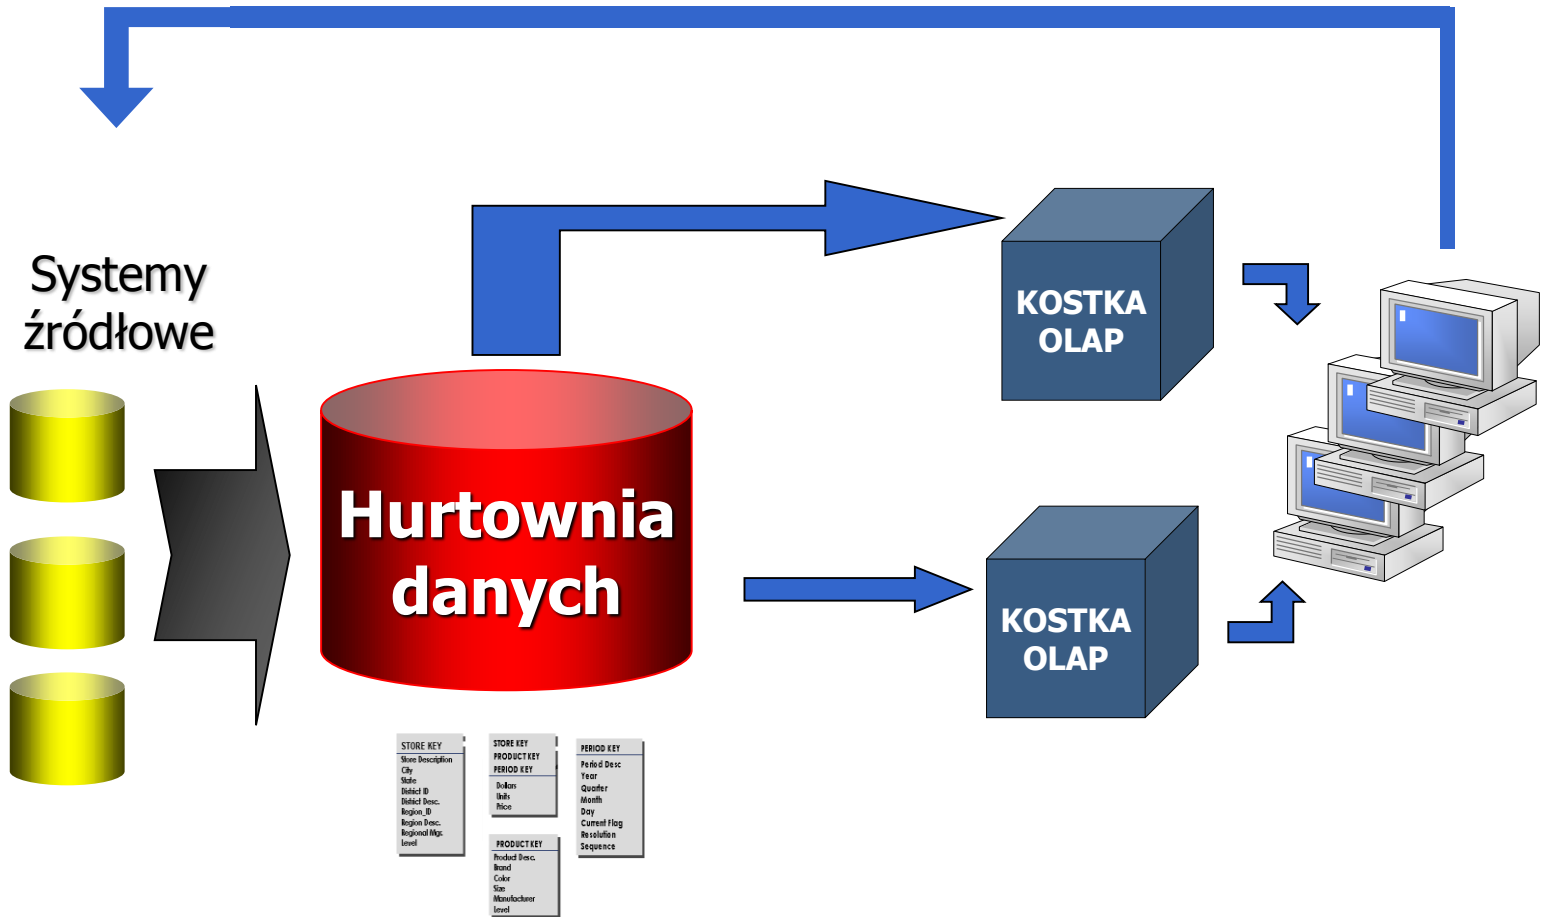 Systemy
źródłowe
Hurtownia
danych
KOSTKA
OLAP
KOSTKA
OLAP
STORE KEY
Store Description
City
State
District ID
District Desc.
Region_ID
Region Desc.
Regional Mgr.
Level
STORE KEY
PRODUCT KEY
PERIOD KEY
Dollars
Units
Price
PERIOD KEY
Period Desc
Year
Quarter
Month
Day
Current Flag
Resolution
Sequence
PRODUCT KEY
Product Desc.
Brand
Color
Size
Manufacturer
Level